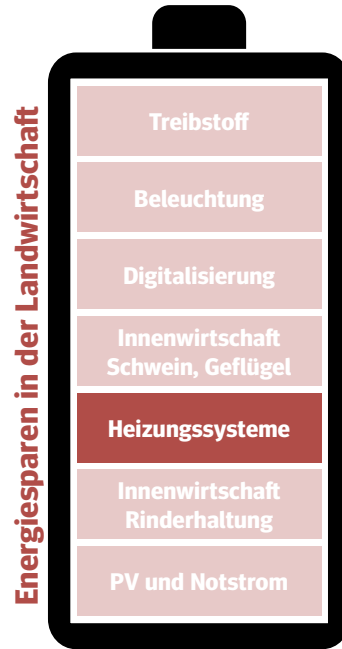 Energiesparen in der Landwirtschaft
Treibstoff
Beleuchtung
Digitalisierung
Innenwirtschaft
Schwein, Geflügel
Heizungssysteme
Innenwirtschaft
Rinderhaltung
PV und Notstrom